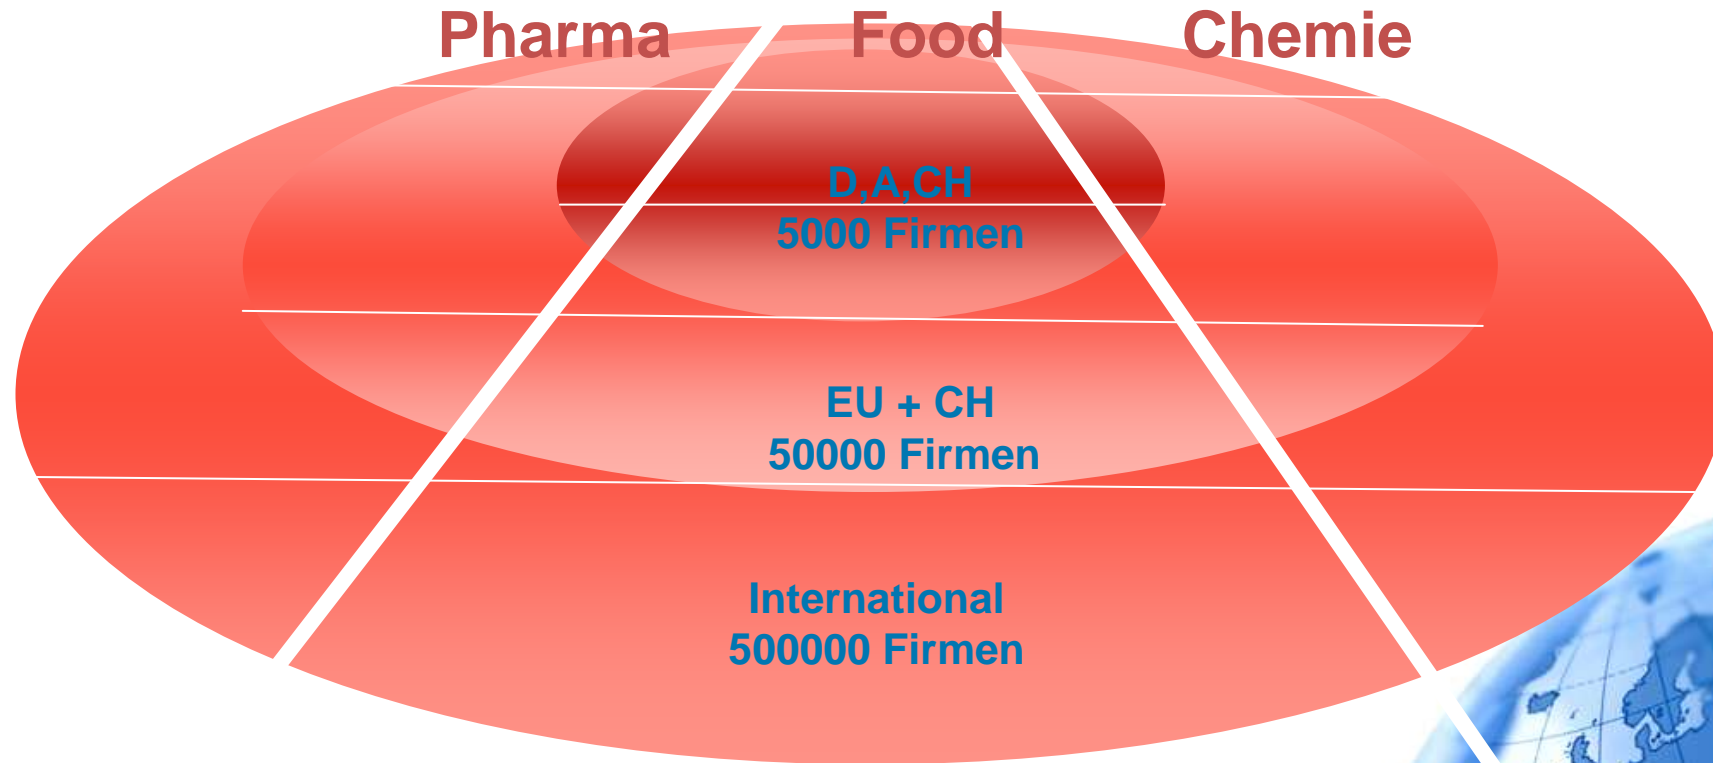 Pharma Food Chemie
D,A,CH
5000 Firmen
EU + CH
50000 Firmen
International
500000 Firmen